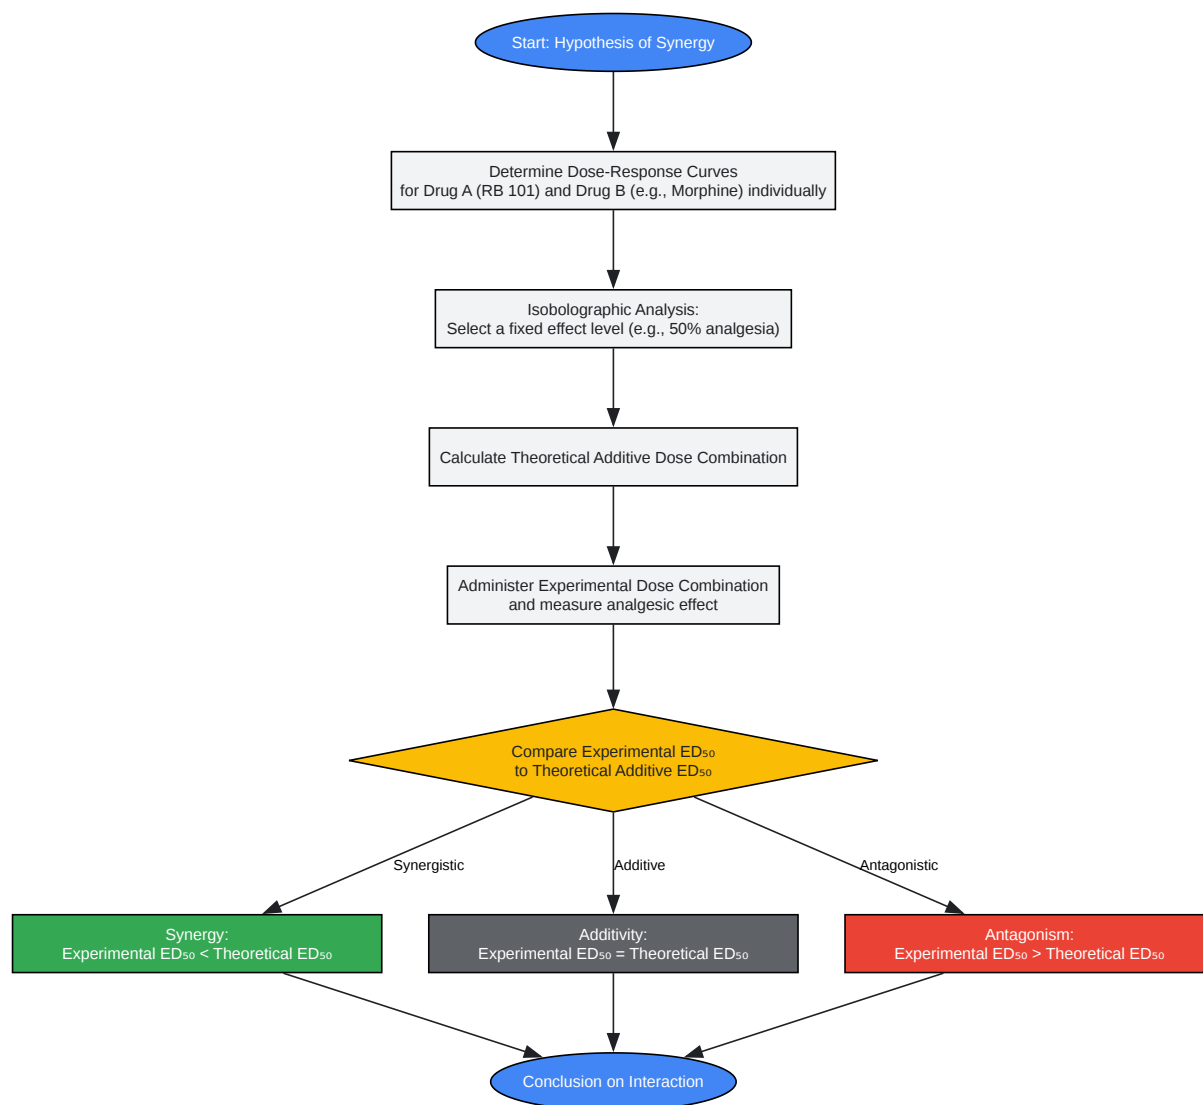 Start: Hypothesis of Synergy
Determine Dose-Response Curves
for Drug A (RB 101) and Drug B (e.g., Morphine) individually
Isobolographic Analysis:
Select a fixed effect level (e.g., 50% analgesia)
Calculate Theoretical Additive Dose Combination
Administer Experimental Dose Combination
and measure analgesic effect
Compare Experimental ED₅₀
to Theoretical Additive ED₅₀
Synergistic
Additive
Antagonistic
Synergy:
Experimental ED₅₀ < Theoretical ED₅₀
Additivity:
Experimental ED₅₀ = Theoretical ED₅₀
Antagonism:
Experimental ED₅₀ > Theoretical ED₅₀
Conclusion on Interaction